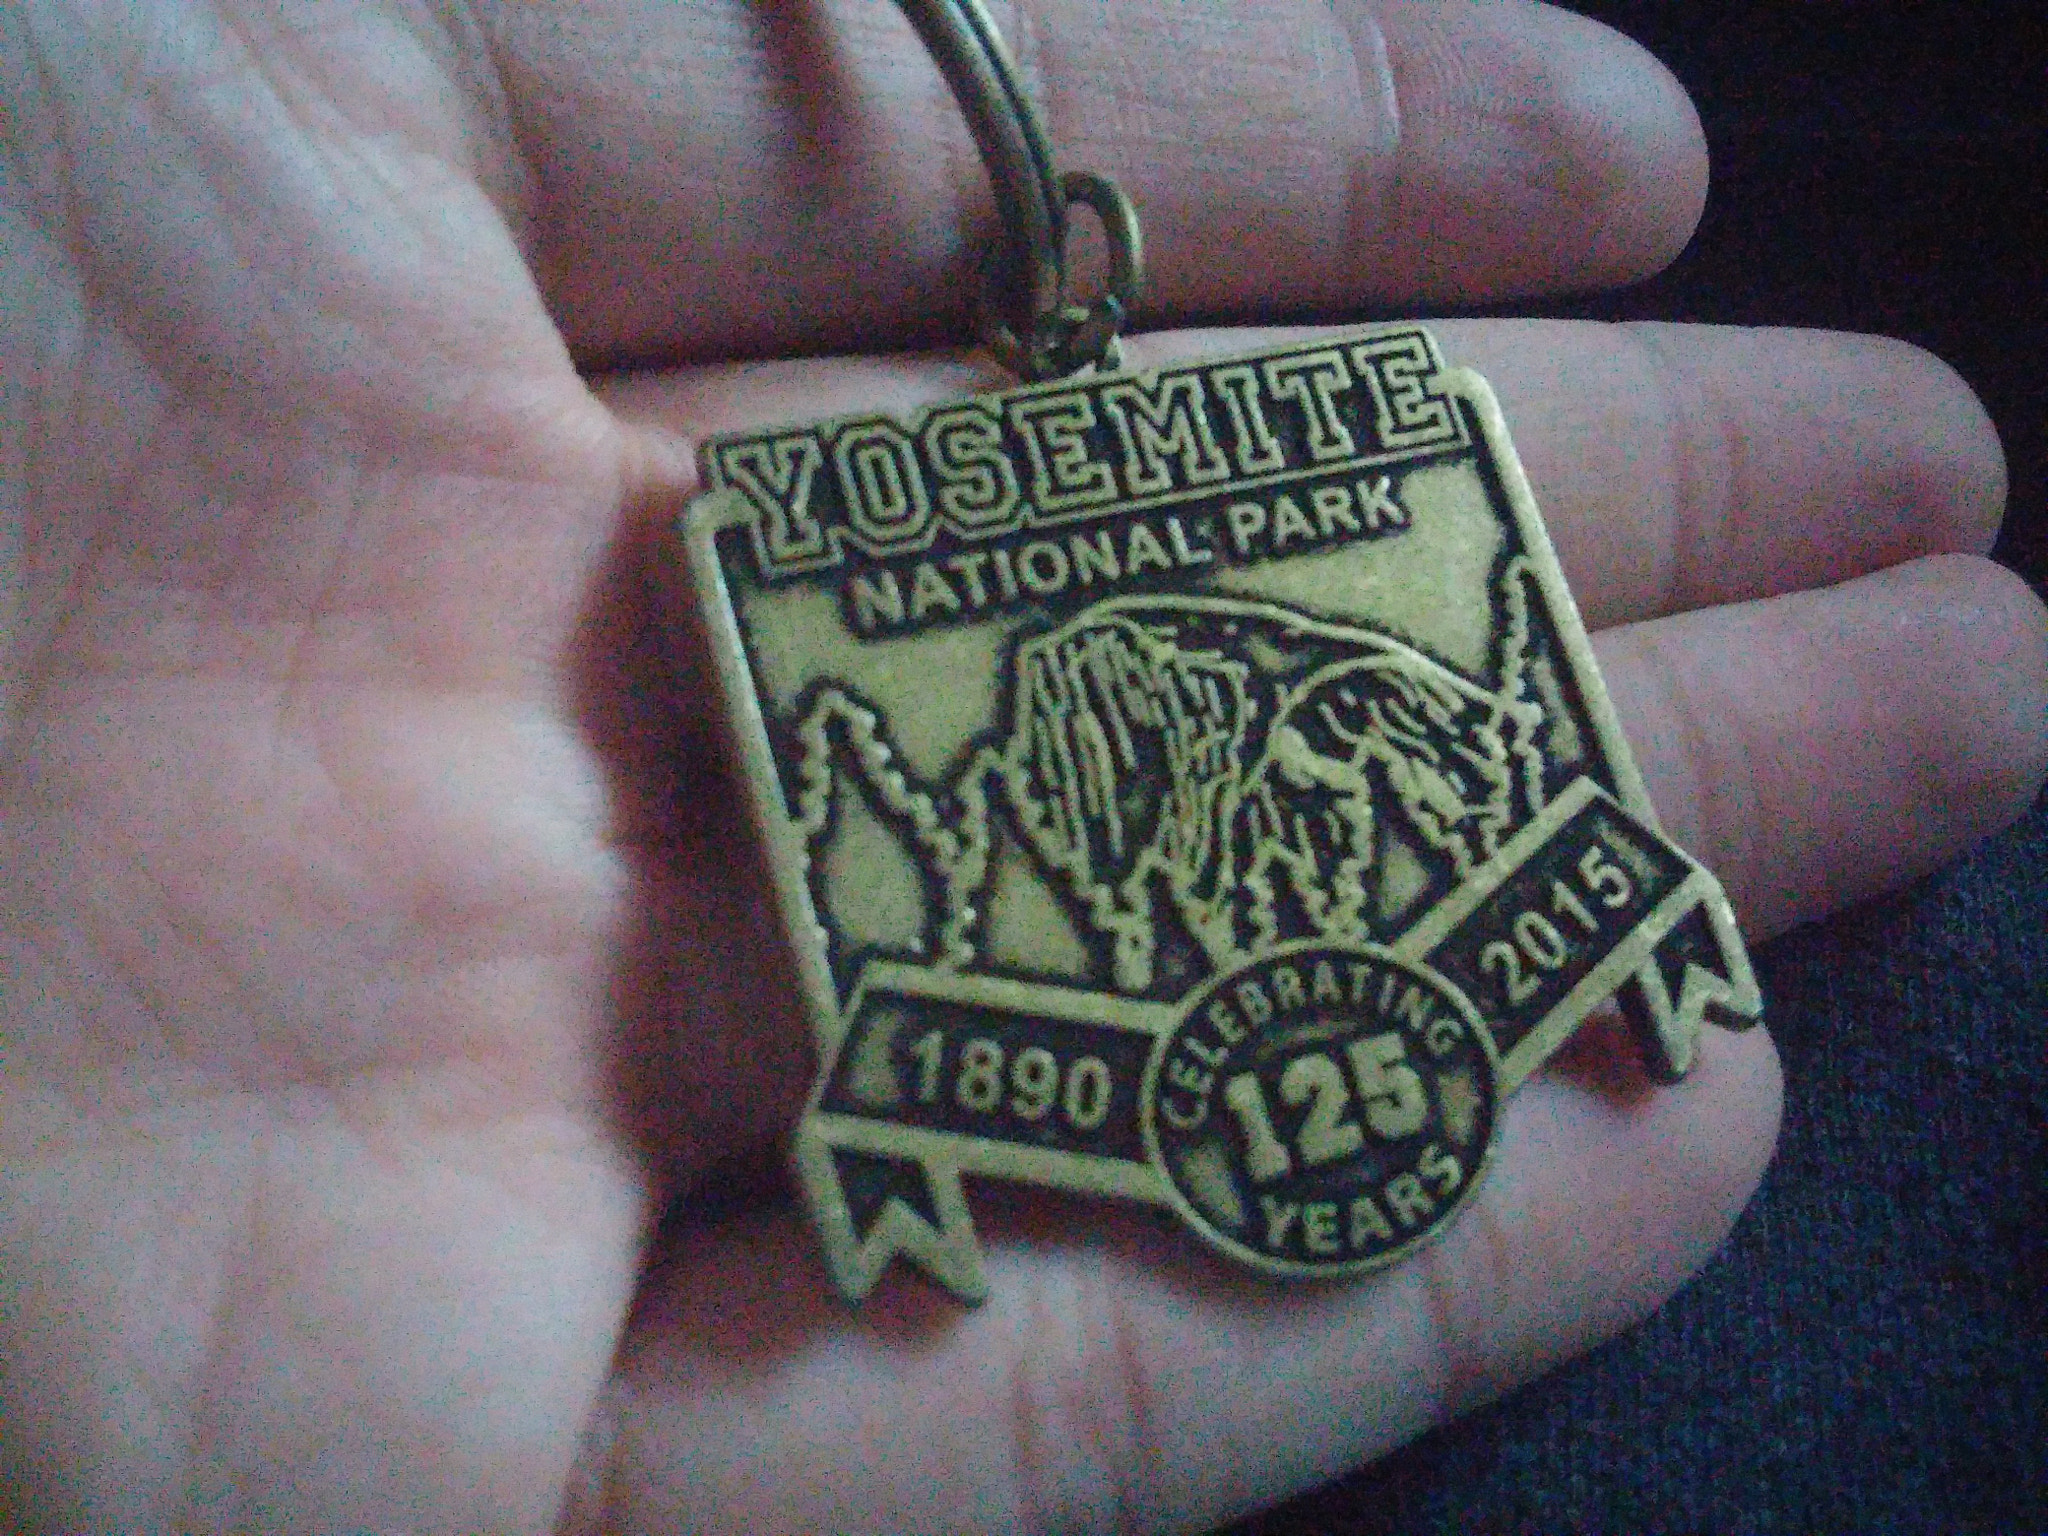 YOSEMITE
NATIONAL PARK
1890
2015
CELEBRATING
125
YEARS